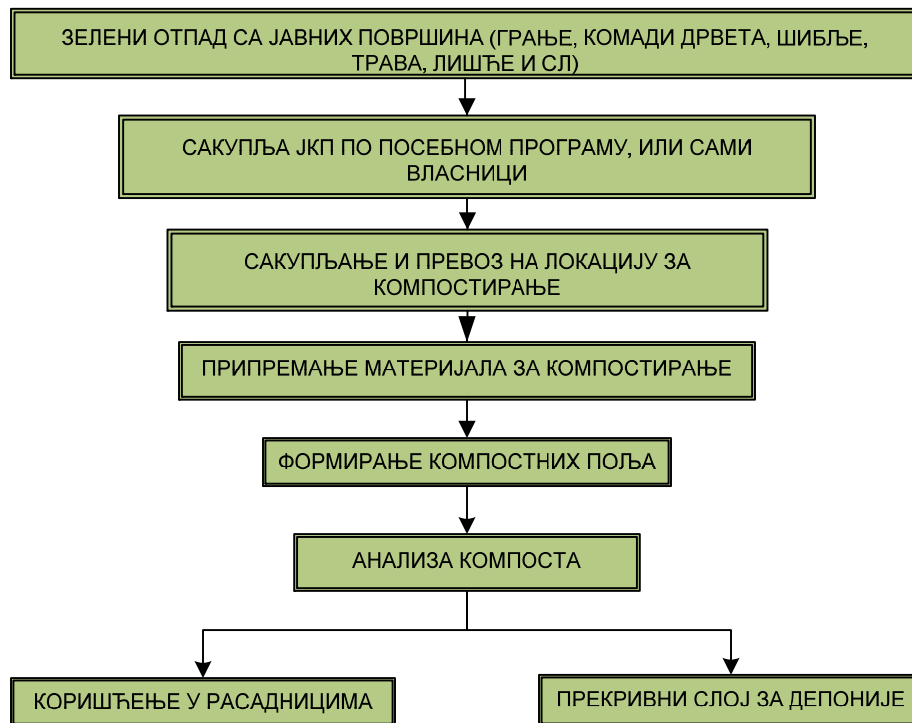 ЗЕЛЕНИ ОТПАД СА ЈАВНИХ ПОВРШИНА (ГРАЊЕ, КОМАДИ ДРВЕТА, ШИБЉЕ,
ТРАВА, ЛИШЋЕ И СЛ)
САКУПЉА ЈКП ПО ПОСЕБНОМ ПРОГРАМУ, ИЛИ САМИ
ВЛАСНИЦИ
САКУПЉАЊЕ И ПРЕВОЗ НА ЛОКАЦИЈУ ЗА
КОМПОСТИРАЊЕ
ПРИПРЕМАЊЕ МАТЕРИЈАЛА ЗА КОМПОСТИРАЊЕ
ФОРМИРАЊЕ КОМПОСТНИХ ПОЉА
АНАЛИЗА КОМПОСТА
КОРИШЋЕЊЕ У РАСАДНИЦИМА
ПРЕКРИВНИ СЛОЈ ЗА ДЕПОНИЈЕ